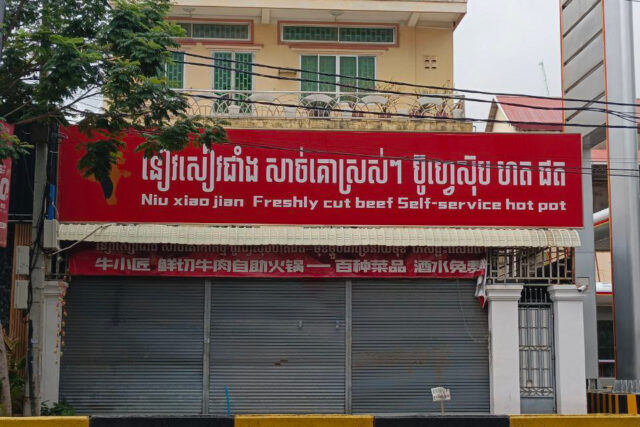 នៀវសៀវជាំង សាច់គោស្រស់ៗ ប៊ូហ្វេស៊ុប ហត ផត
Niu xiao jian Freshly cut beef Self-service hot pot
牛小匠 鲜切牛肉自助火锅一百种菜品 酒水免费